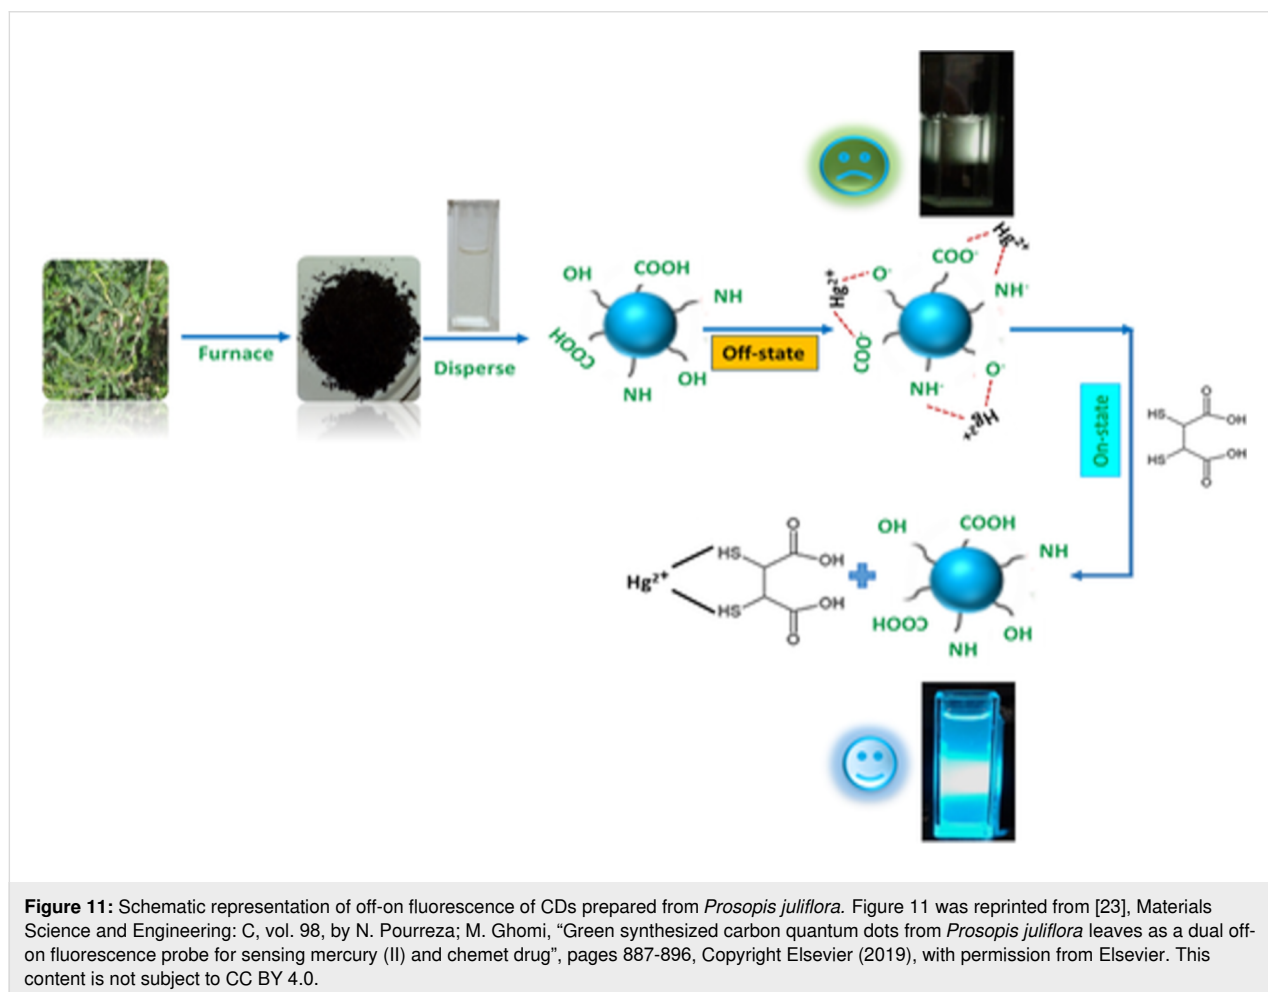 Furnace
Disperse
OH
COOH
NH
COOH
NH
OH
Off-state
Hg²⁺
O⁻
COO⁻
COO⁻
Hg²⁺
NH⁻
O⁻
NH⁻
Hg²⁺
On-state
HS
O
OH
HS
OH
O
Hg²⁺
HS
O
OH
HS
OH
O
OH
COOH
NH
COOH
NH
OH
Figure 11: Schematic representation of off-on fluorescence of CDs prepared from Prosopis juliflora. Figure 11 was reprinted from [23], Materials
Science and Engineering: C, vol. 98, by N. Pourreza; M. Ghomi, “Green synthesized carbon quantum dots from Prosopis juliflora leaves as a dual off-
on fluorescence probe for sensing mercury (II) and chemet drug”, pages 887-896, Copyright Elsevier (2019), with permission from Elsevier. This
content is not subject to CC BY 4.0.